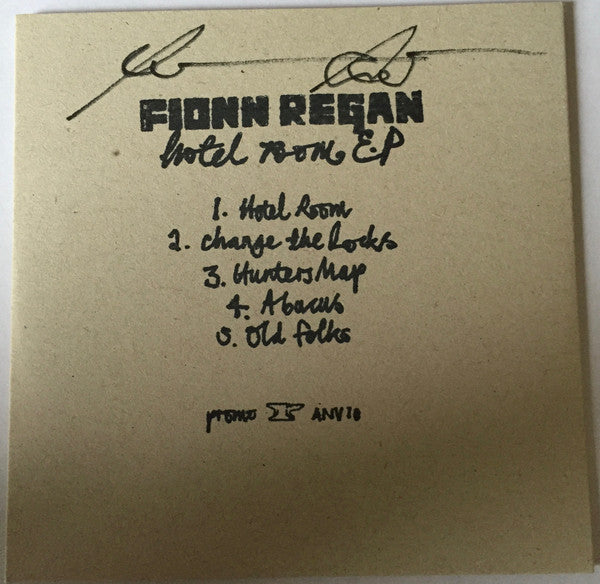 FIONN REGAN
hotel room E.P
1. Hotel Room
2. change the Locks
3. Hunters Map
4. Abacus
5. Old folks
promo ANV10